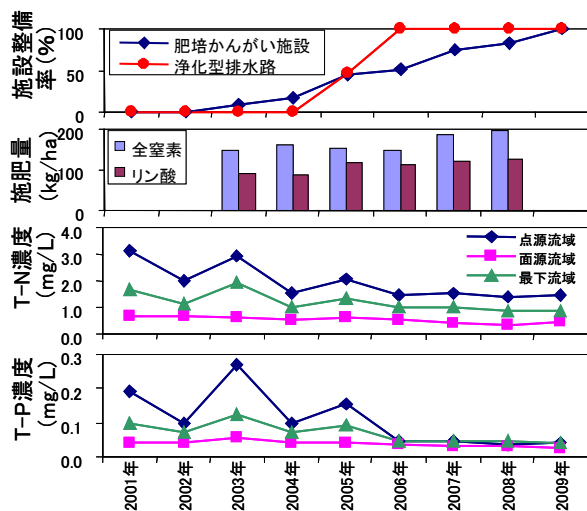 施設整備
率(%)
100
50
0
肥培かんがい施設
浄化型排水路
施肥量
(kg/ha)
200
100
0
全窒素
リン酸
T-N濃度
(mg/L)
4.0
3.0
2.0
1.0
0.0
点源流域
面源流域
最下流域
T-P濃度
(mg/L)
0.3
0.2
0.1
0.0
2001年
2002年
2003年
2004年
2005年
2006年
2007年
2008年
2009年